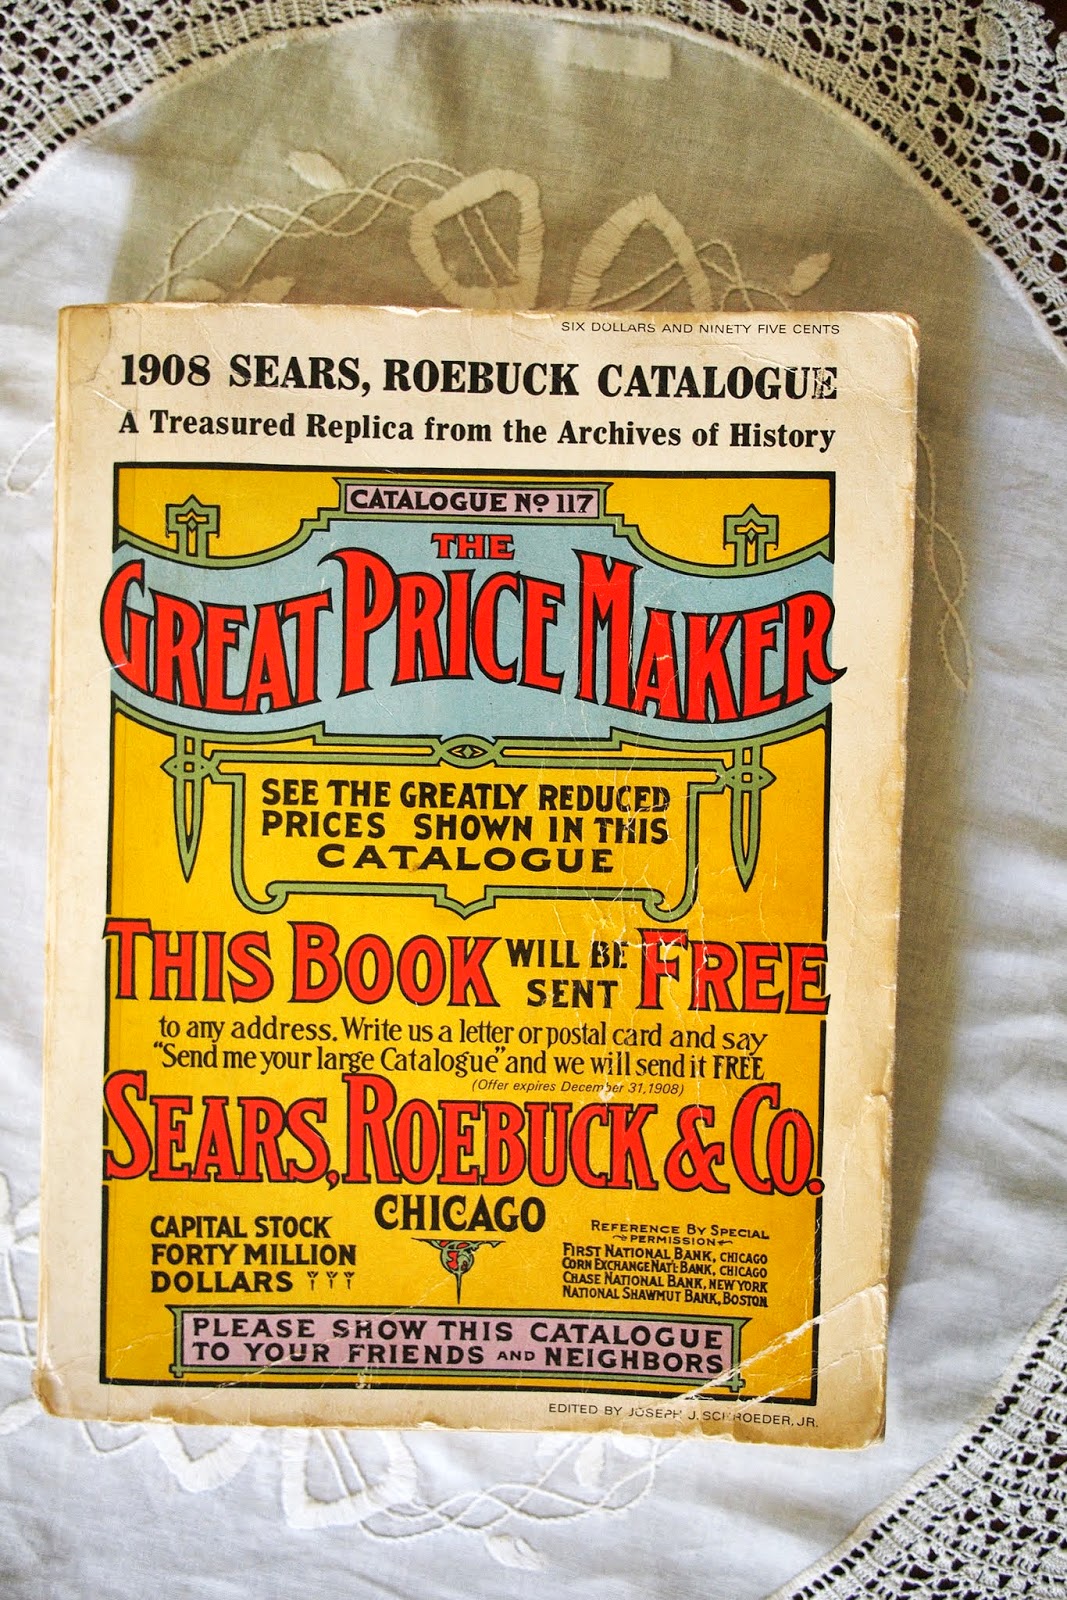 SIX DOLLARS AND NINETY FIVE CENTS
1908 SEARS, ROEBUCK CATALOGUE
A Treasured Replica from the Archives of History
CATALOGUE No 117
THE
GREAT PRICE MAKER
SEE THE GREATLY REDUCED
PRICES SHOWN IN THIS
CATALOGUE
THIS BOOK WILL BE SENT FREE
to any address. Write us a letter or postal card and say
"Send me your large Catalogue" and we will send it FREE
(Offer expires December 31, 1908)
SEARS, ROEBUCK & CO.
CHICAGO
CAPITAL STOCK
FORTY MILLION
DOLLARS
REFERENCE BY SPECIAL
PERMISSION
FIRST NATIONAL BANK, CHICAGO
CORN EXCHANGE NAT'L BANK, CHICAGO
CHASE NATIONAL BANK, NEW YORK
NATIONAL SHAWMUT BANK, BOSTON
PLEASE SHOW THIS CATALOGUE
TO YOUR FRIENDS AND NEIGHBORS
EDITED BY JOSEPH J. SCHROEDER, JR.